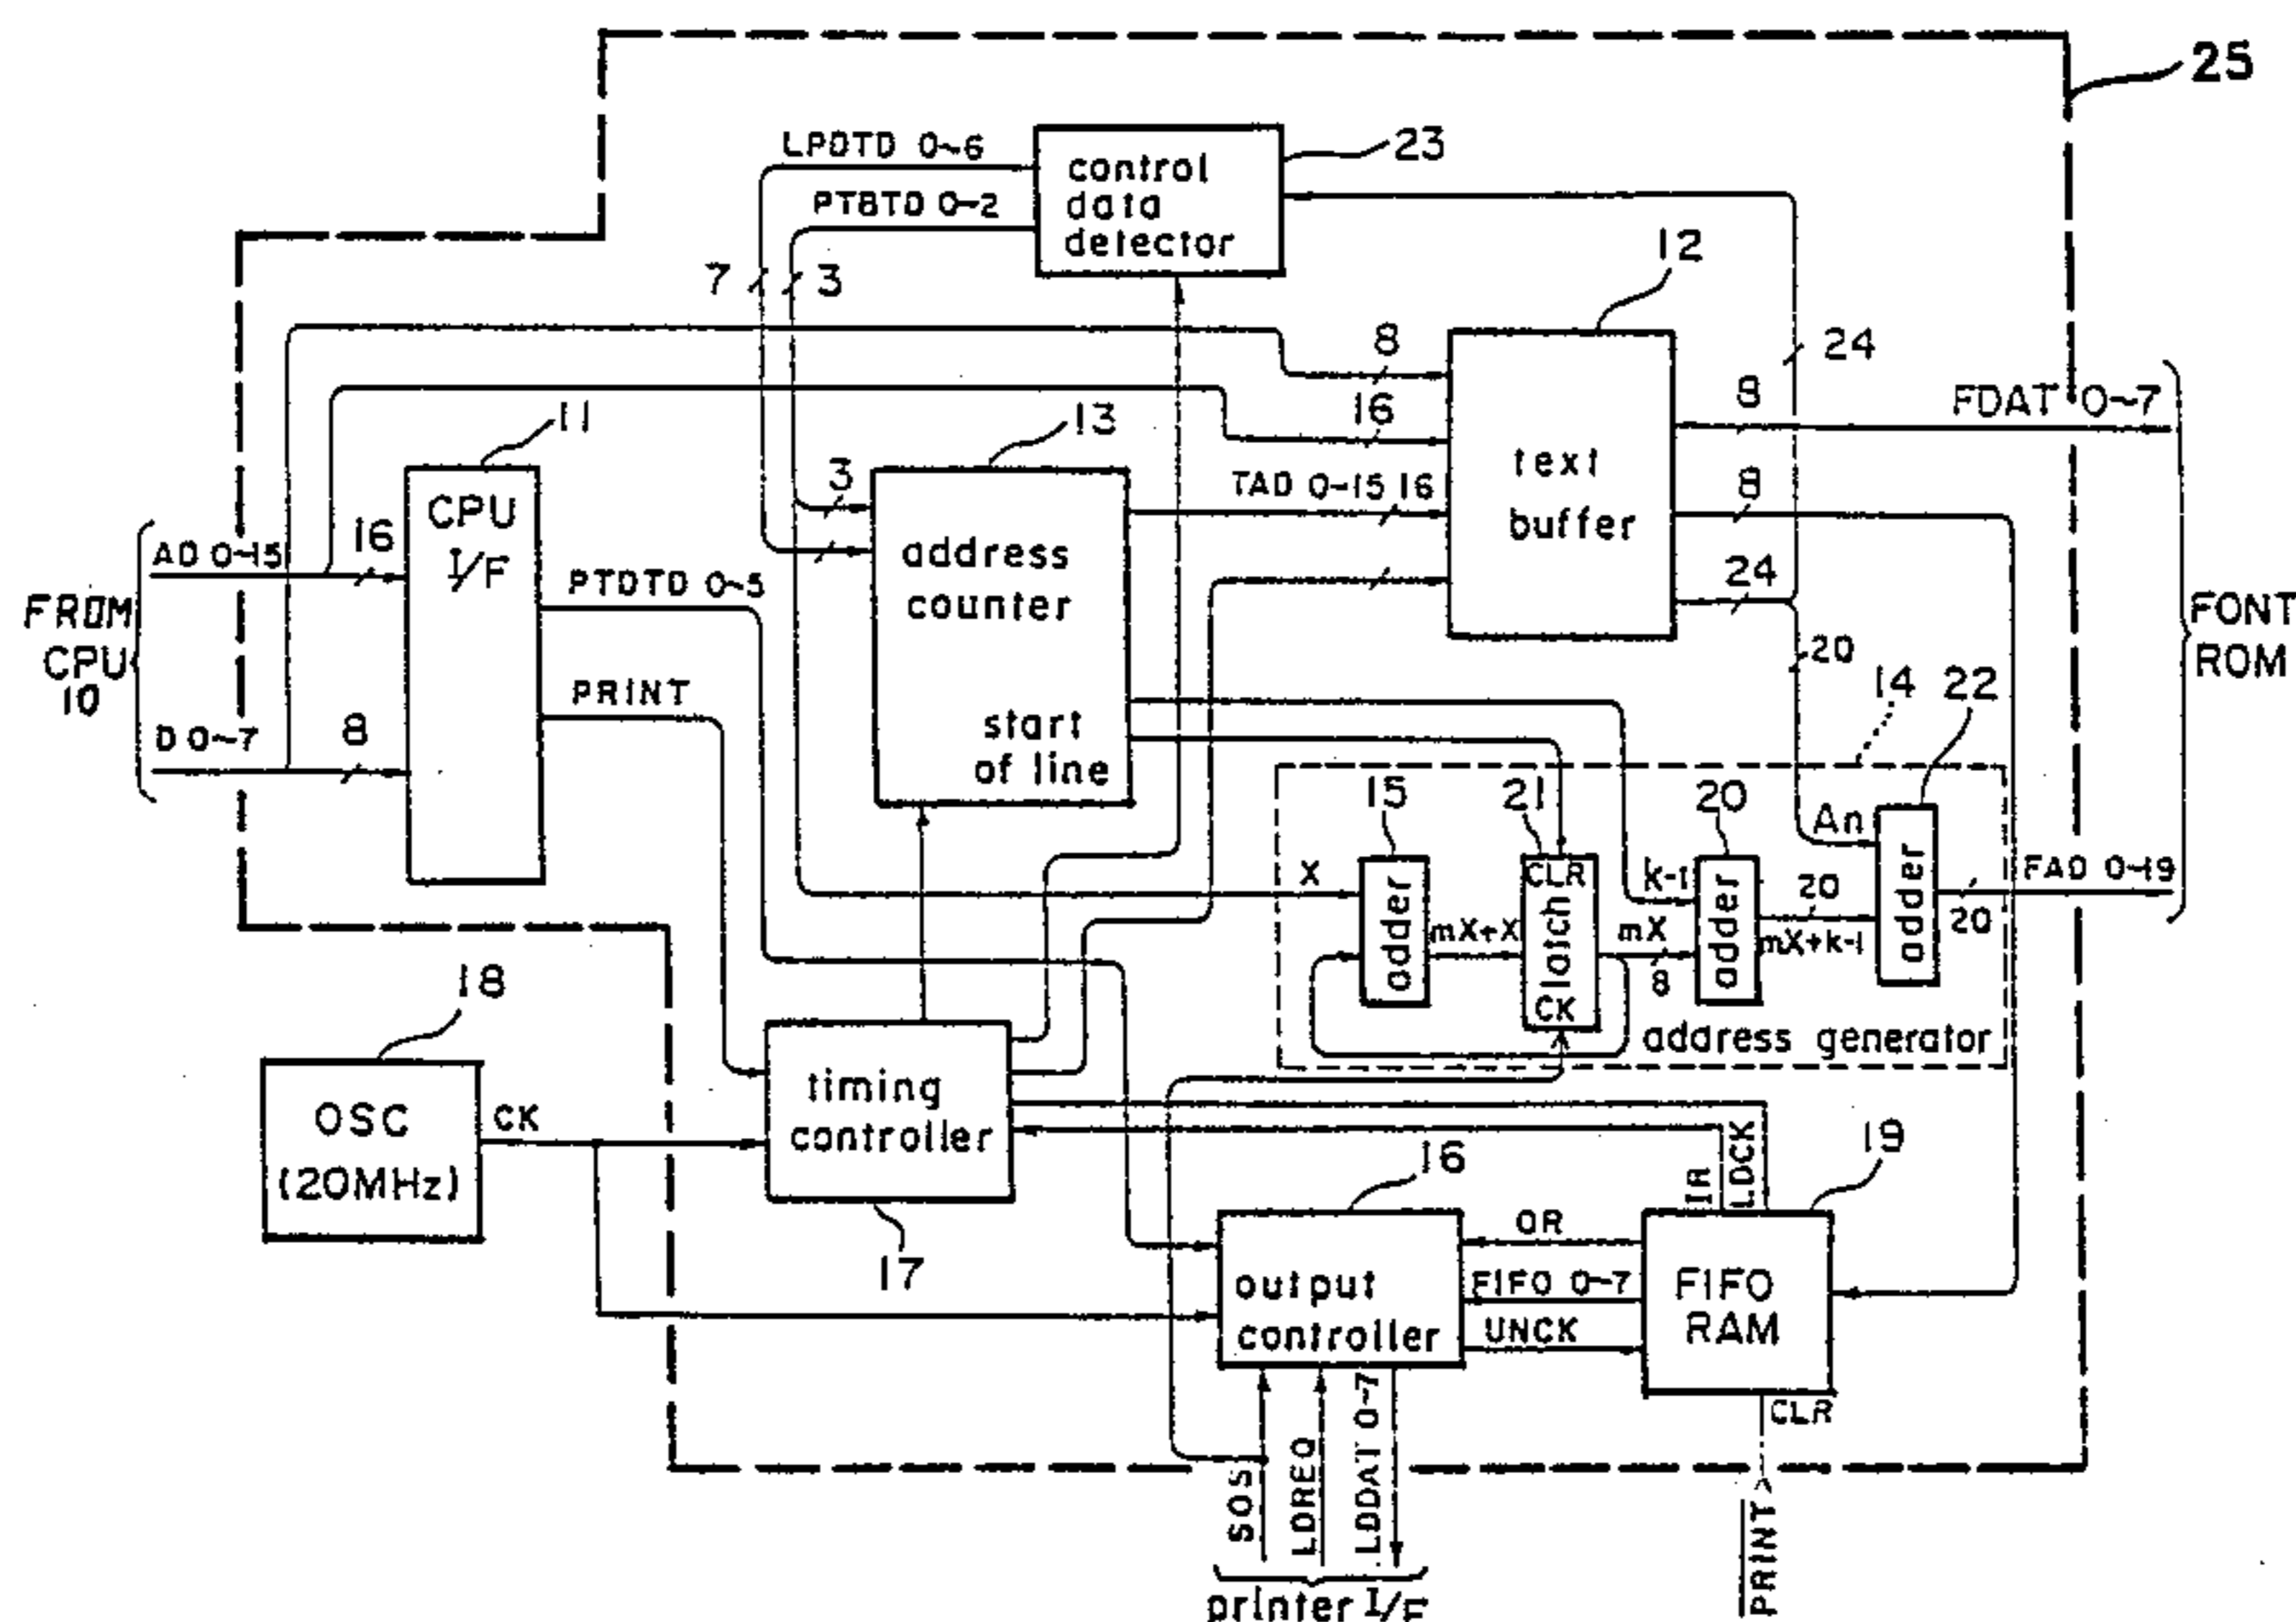 25
LPDTD 0~6
PTBTD 0~2
control
data
detector
23
7
3
12
8
16
24
11
13
3
CPU
I/F
address
counter
start
of line
TAD 0~15 16
text
buffer
8
FDAT 0~7
8
24
20
FROM
CPU
10
AD 0~15
16
D 0~7
8
PTDTD 0~5
PRINT
FONT
ROM
14
22
15
21
20
An
X
adder
mX+X
CLR
latch
CK
mX
8
k-1
adder
20
mX+k-1
adder
20
FAD 0~19
address generator
18
OSC
(20MHz)
CK
timing
controller
17
16
IR
LDCK
19
output
controller
OR
FIFO 0~7
UNCK
FIFO
RAM
CLR
SOS
LDREQ
LDDAT 0~7
PRINT
printer I/F